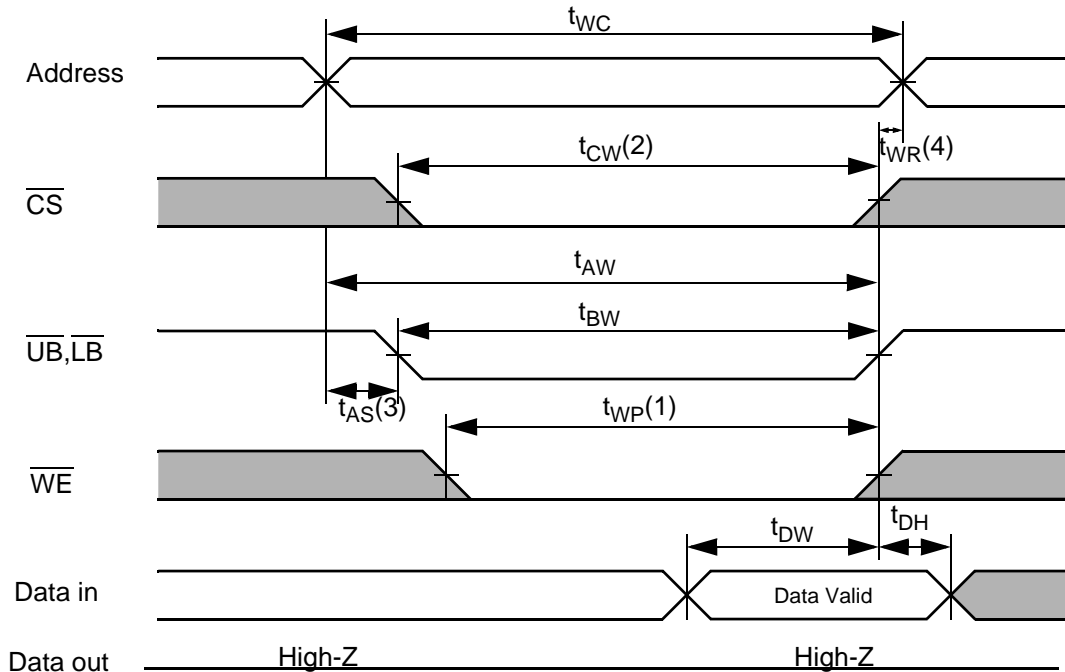 tWC
Address
tCW(2)
tWR(4)
CS
tAW
tBW
UB,LB
tAS(3)
tWP(1)
WE
tDW
tDH
Data in
Data Valid
Data out
High-Z
High-Z